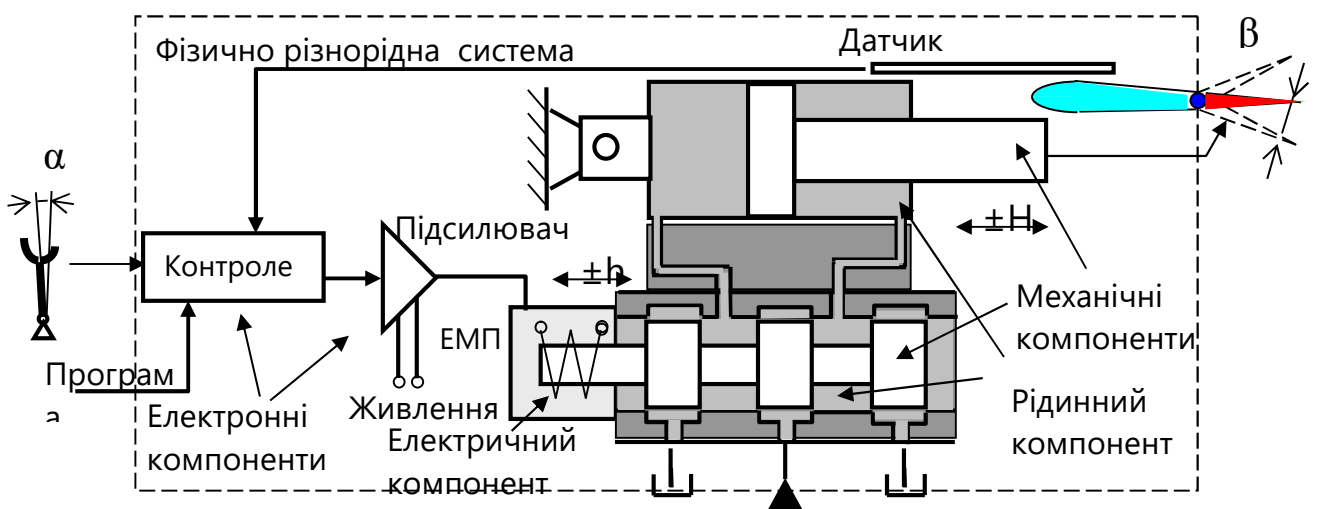 Фізично різнорідна система
Датчик
β
α
Підсилювач
±H
Контроле
±h
ЕМП
Механічні
компоненти
Програм
а
Живлення
Електронні
компоненти
Електричний
компонент
Рідинний
компонент